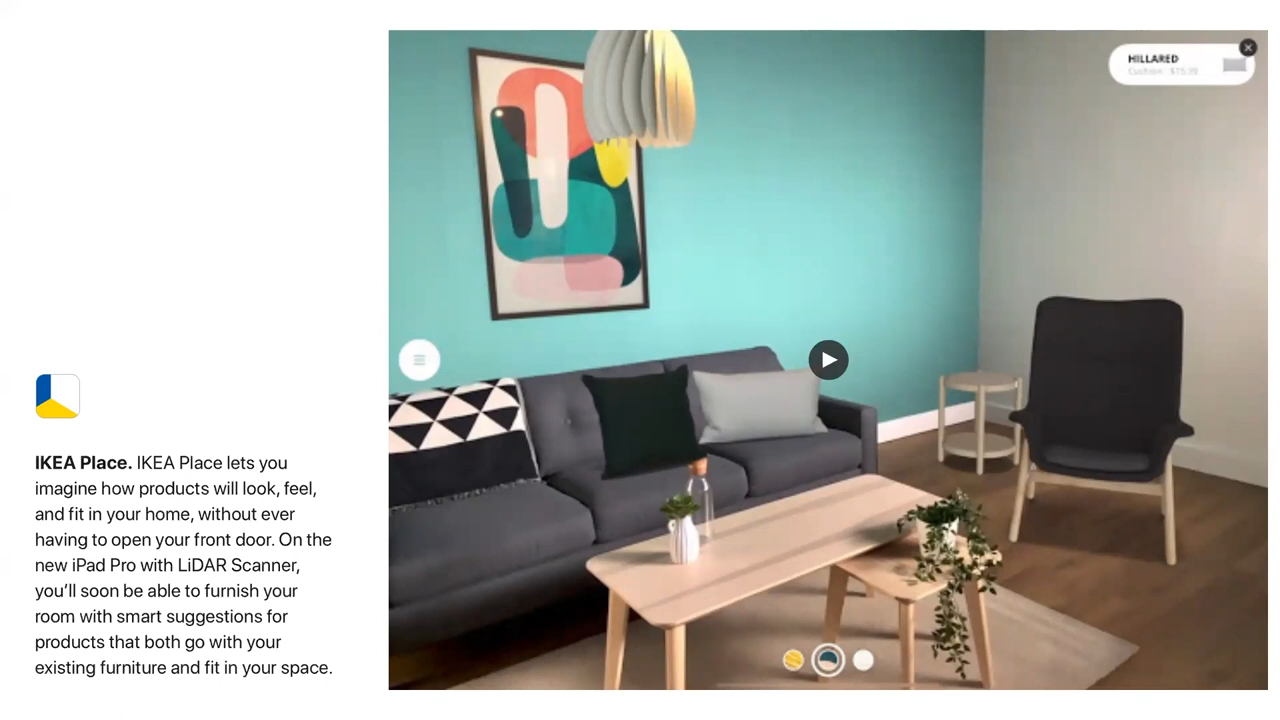 HILLARED
Cushion
IKEA Place. IKEA Place lets you
imagine how products will look, feel,
and fit in your home, without ever
having to open your front door. On the
new iPad Pro with LiDAR Scanner,
you’ll soon be able to furnish your
room with smart suggestions for
products that both go with your
existing furniture and fit in your space.